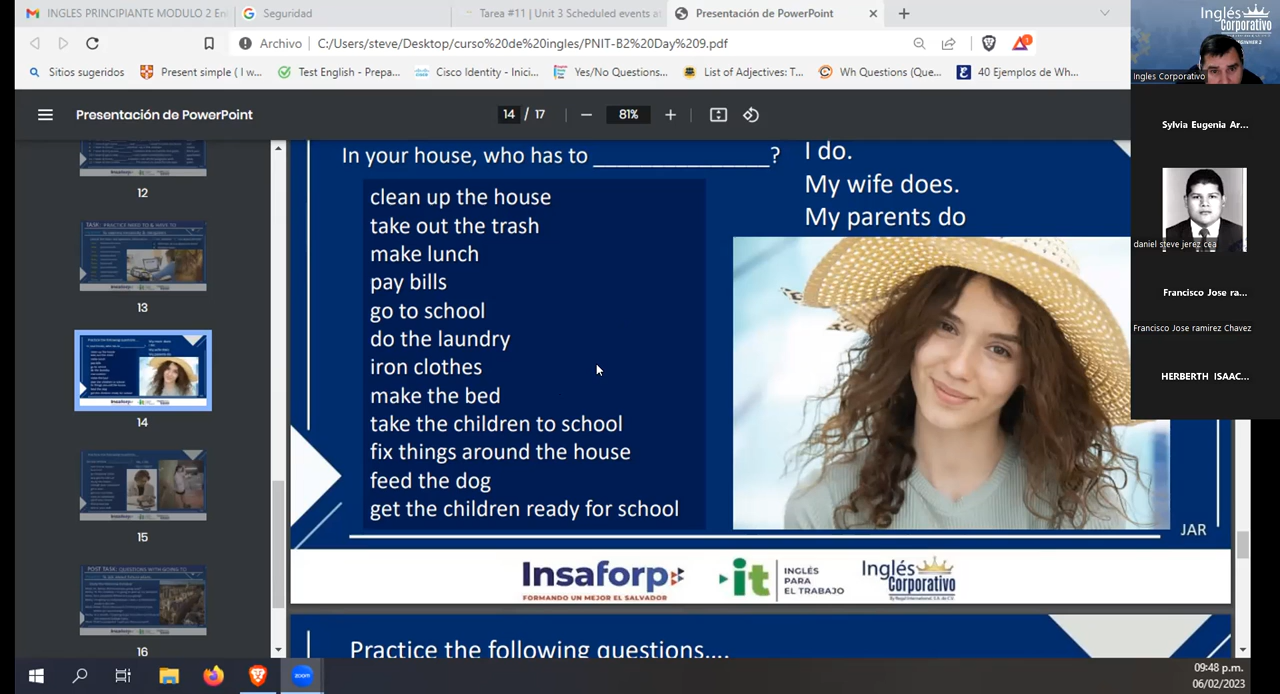 INGLES PRINCIPIANTE MODULO 2 En
Seguridad
Tarea #11 | Unit 3 Scheduled events al
Presentación de PowerPoint
Archivo
C:/Users/steve/Desktop/curso%20de%20ingles/PNIT-B2%20Day%209.pdf
Sitios sugeridos
Present simple ( I w...
Test English - Prepa...
Cisco Identity - Inici...
Yes/No Questions...
List of Adjectives: T...
Wh Questions (Que...
40 Ejemplos de Wh...
Presentación de PowerPoint
14 / 17
81%
12
13
14
15
16
In your house, who has to ________________?
clean up the house
take out the trash
make lunch
pay bills
go to school
do the laundry
iron clothes
make the bed
take the children to school
fix things around the house
feed the dog
get the children ready for school
I do.
My wife does.
My parents do
JAR
Insaforp
FORMANDO UN MEJOR EL SALVADOR
it
INGLÉS
PARA
EL TRABAJO
Inglés
Corporativo
Practice the following questions....
Inglés
Corporativo
Ingles Corporativo
Sylvia Eugenia Ar...
daniel steve jerez cea
Francisco Jose ra...
Francisco Jose ramirez Chavez
HERBERTH ISAAC...
zoom
09:48 p.m.
06/02/2023